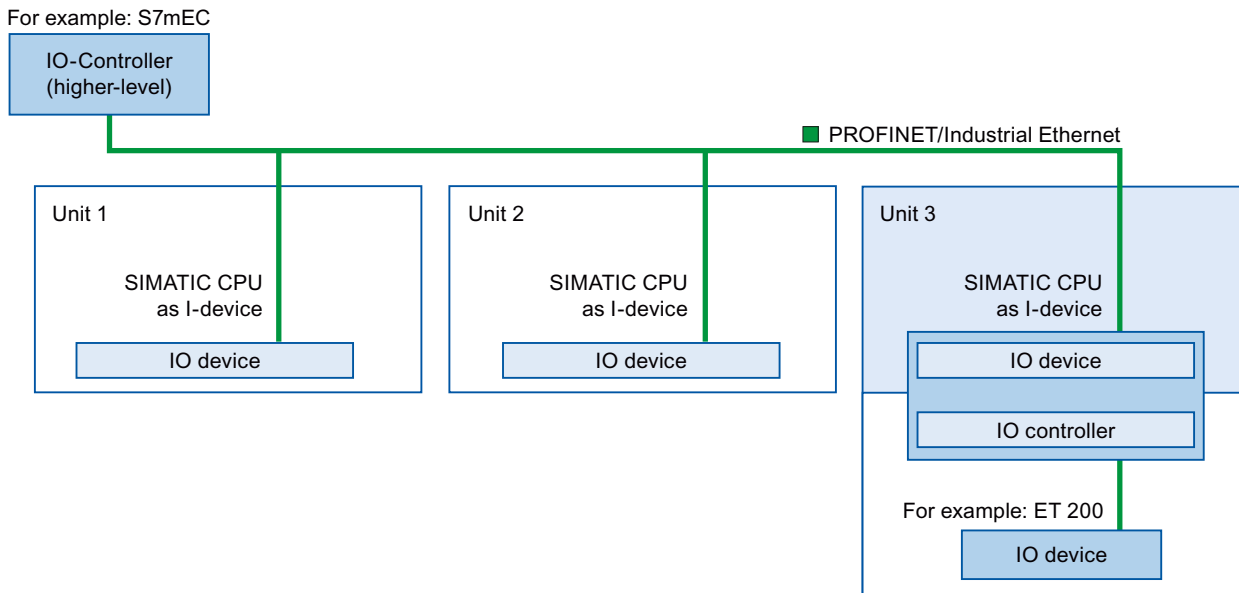 For example: S7mEC
IO-Controller
(higher-level)
PROFINET/Industrial Ethernet
Unit 1
SIMATIC CPU
as I-device
IO device
Unit 2
SIMATIC CPU
as I-device
IO device
Unit 3
SIMATIC CPU
as I-device
IO device
IO controller
For example: ET 200
IO device